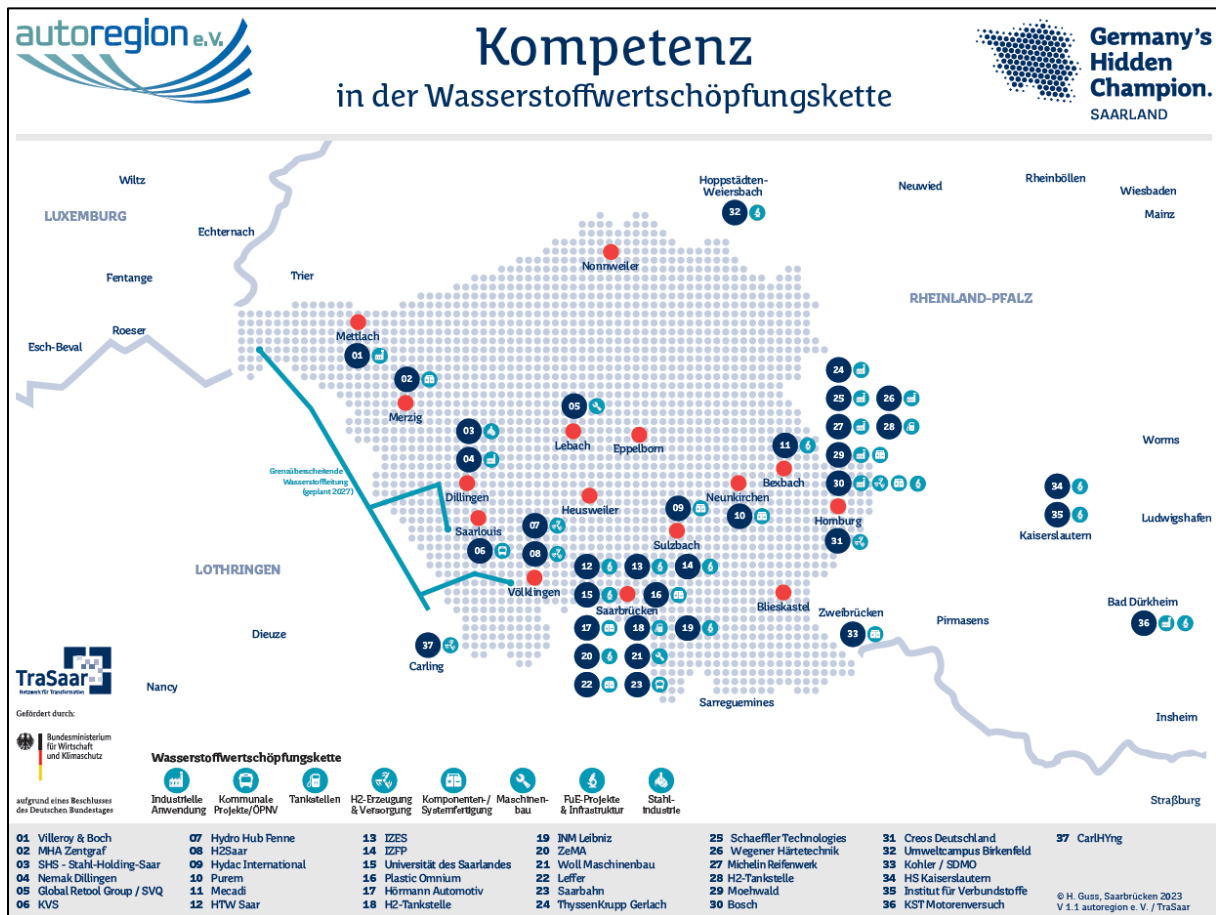 autoregion e.V.
Kompetenz
in der Wasserstoffwertschöpfungskette
Germany's
Hidden
Champion.
SAARLAND
Wiltz
LUXEMBURG
Echternach
Fentange
Trier
Roeser
Esch-Beval
Hoppstädten-
Weiersbach
32
Neuwied
Rheinböllen
Wiesbaden
Mainz
Nonnweiler
RHEINLAND-PFALZ
Mettlach
01
02
Merzig
03
04
Dillingen
Grenzüberscheitende
Wasserstoffleitung
(geplant 2027)
Saarlouis
06
05
Lebach
Eppelborn
Heusweiler
07
08
Völklingen
09
Sulzbach
Neunkirchen
10
11
Bexbach
24
25 26
27 28
29
30
Homburg
31
12 13 14
15 Saarbrücken 16
17 18 19
20 21
22 23
Blieskastel
Zweibrücken
33
34
35
Kaiserslautern
Worms
Ludwigshafen
Bad Dürkheim
36
Pirmasens
Insheim
Straßburg
Sarreguemines
LOTHRINGEN
Dieuze
37
Carling
Nancy
TraSaar
Netzwerk für Transformation
Gefördert durch:
Bundesministerium
für Wirtschaft
und Klimaschutz
aufgrund eines Beschlusses
des Deutschen Bundestages
Wasserstoffwertschöpfungskette
Industrielle
Anwendung
Kommunale
Projekte/ÖPNV
Tankstellen
H2-Erzeugung
& Versorgung
Komponenten-/
Systemfertigung
Maschinen-
bau
FuE-Projekte
& Infrastruktur
Stahl-
industrie
01 Villeroy & Boch
02 MHA Zentgraf
03 SHS - Stahl-Holding-Saar
04 Nemak Dillingen
05 Global Retool Group / SVQ
06 KVS
07 Hydro Hub Fenne
08 H2Saar
09 Hydac International
10 Purem
11 Mecadi
12 HTW Saar
13 IZES
14 IZFP
15 Universität des Saarlandes
16 Plastic Omnium
17 Hörmann Automotiv
18 H2-Tankstelle
19 INM Leibniz
20 ZeMA
21 Woll Maschinenbau
22 Leffer
23 Saarbahn
24 ThyssenKrupp Gerlach
25 Schaeffler Technologies
26 Wegener Härtetechnik
27 Michelin Reifenwerk
28 H2-Tankstelle
29 Moehwald
30 Bosch
31 Creos Deutschland
32 Umweltcampus Birkenfeld
33 Kohler / SDMO
34 HS Kaiserslautern
35 Institut für Verbundstoffe
36 KST Motorenversuch
37 CarlHYng
© H. Guss, Saarbrücken 2023
V 1.1 autoregion e. V. / TraSaar